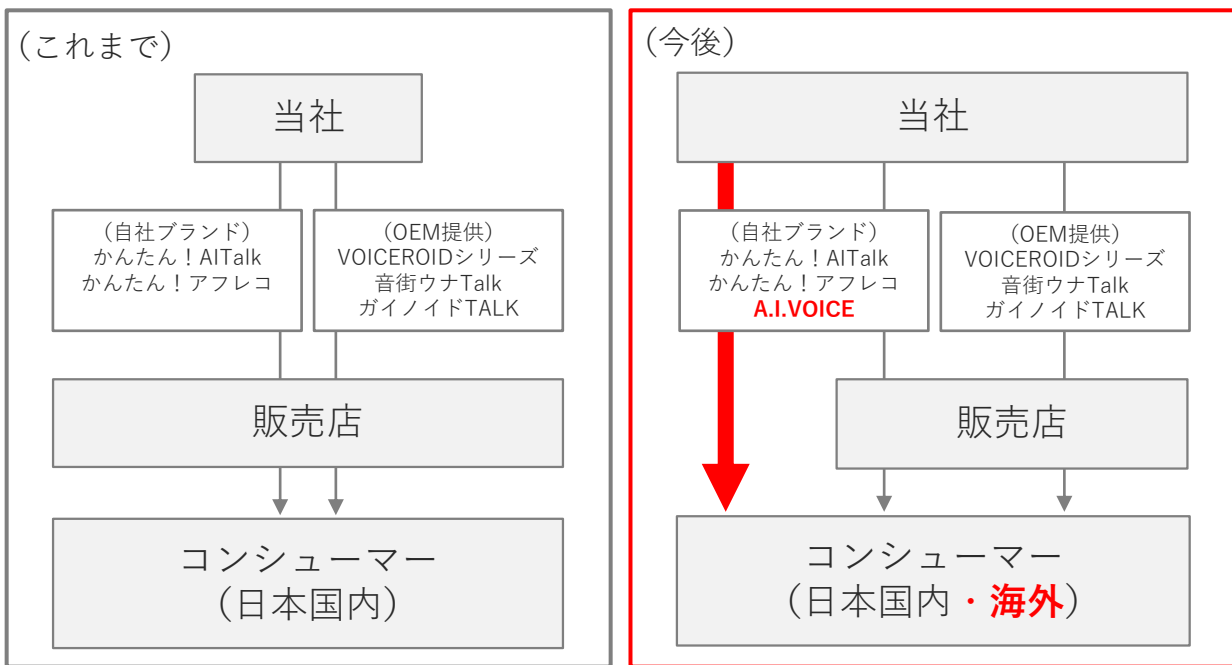 （これまで）
当社
（自社ブランド）
かんたん！AITalk
かんたん！アフレコ
（OEM提供）
VOICEROIDシリーズ
音街ウナTalk
ガイノイドTALK
販売店
コンシューマー
（日本国内）
（今後）
当社
（自社ブランド）
かんたん！AITalk
かんたん！アフレコ
A.I.VOICE
（OEM提供）
VOICEROIDシリーズ
音街ウナTalk
ガイノイドTALK
販売店
コンシューマー
（日本国内・海外）